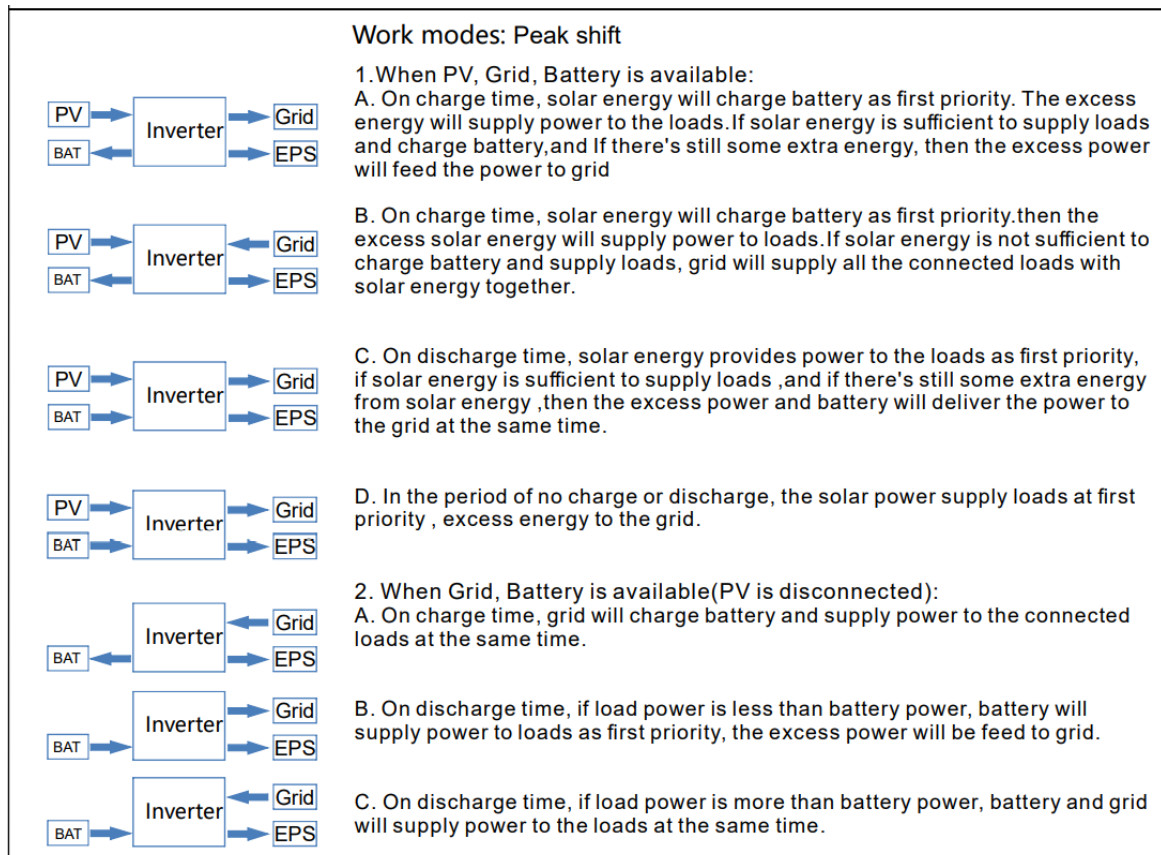 Work modes: Peak shift
1.When PV, Grid, Battery is available:
PV
Inverter
Grid
BAT
EPS
A. On charge time, solar energy will charge battery as first priority. The excess
energy will supply power to the loads.If solar energy is sufficient to supply loads
and charge battery,and If there's still some extra energy, then the excess power
will feed the power to grid
PV
Inverter
Grid
BAT
EPS
B. On charge time, solar energy will charge battery as first priority.then the
excess solar energy will supply power to loads.If solar energy is not sufficient to
charge battery and supply loads, grid will supply all the connected loads with
solar energy together.
PV
Inverter
Grid
BAT
EPS
C. On discharge time, solar energy provides power to the loads as first priority,
if solar energy is sufficient to supply loads ,and if there's still some extra energy
from solar energy ,then the excess power and battery will deliver the power to
the grid at the same time.
PV
Inverter
Grid
BAT
EPS
D. In the period of no charge or discharge, the solar power supply loads at first
priority , excess energy to the grid.
2. When Grid, Battery is available(PV is disconnected):
Inverter
Grid
BAT
EPS
A. On charge time, grid will charge battery and supply power to the connected
loads at the same time.
Inverter
Grid
BAT
EPS
B. On discharge time, if load power is less than battery power, battery will
supply power to loads as first priority, the excess power will be feed to grid.
Inverter
Grid
BAT
EPS
C. On discharge time, if load power is more than battery power, battery and grid
will supply power to the loads at the same time.